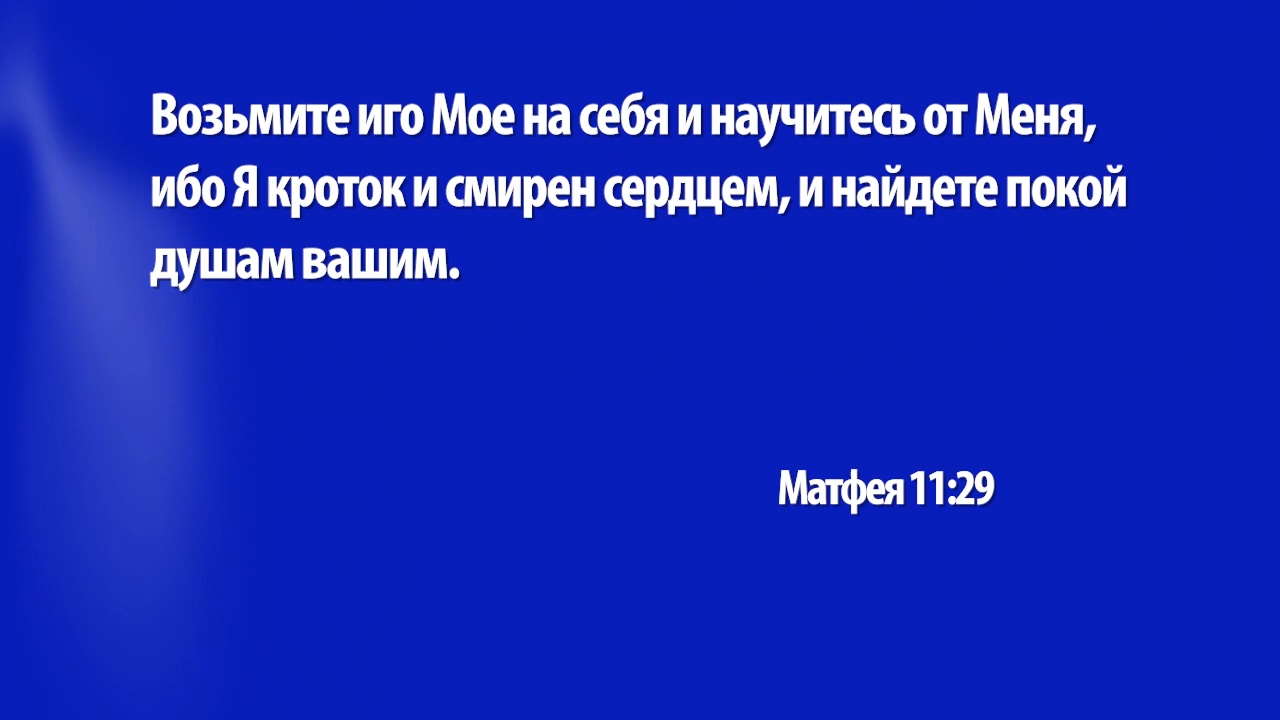 Возьмите иго Мое на себя и научитесь от Меня,
ибо Я кроток и смирен сердцем, и найдете покой
душам вашим.
Матфея 11:29